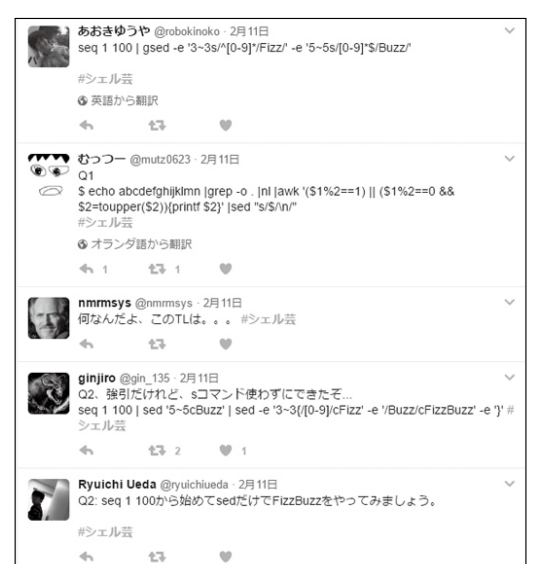 あおきゆうや @robokinoko · 2月11日
seq 1 100 | gsed -e '3~3s/^[0-9]*/Fizz/' -e '5~5s/[0-9]*$/Buzz/'
#シェル芸
英語から翻訳
むっつー @mutz0623 · 2月11日
Q1
$ echo abcdefghijklmn |grep -o . |nl |awk '($1%2==1) || ($1%2==0 &&
$2=toupper($2)){printf $2}' |sed "s/$/\n/"
#シェル芸
オランダ語から翻訳
1 1
nmrmsys @nmrmsys · 2月11日
何なんだよ、このTLは。。。 #シェル芸
ginjiro @gin_135 · 2月11日
Q2、強引だけれど、sコマンド使わずにできたぞ...
seq 1 100 | sed '5~5cBuzz' | sed -e '3~3{/[0-9]/cFizz' -e '/Buzz/cFizzBuzz' -e '}' #
シェル芸
2 1
Ryuichi Ueda @ryuichiueda · 2月11日
Q2: seq 1 100から始めてsedだけでFizzBuzzをやってみましょう。
#シェル芸